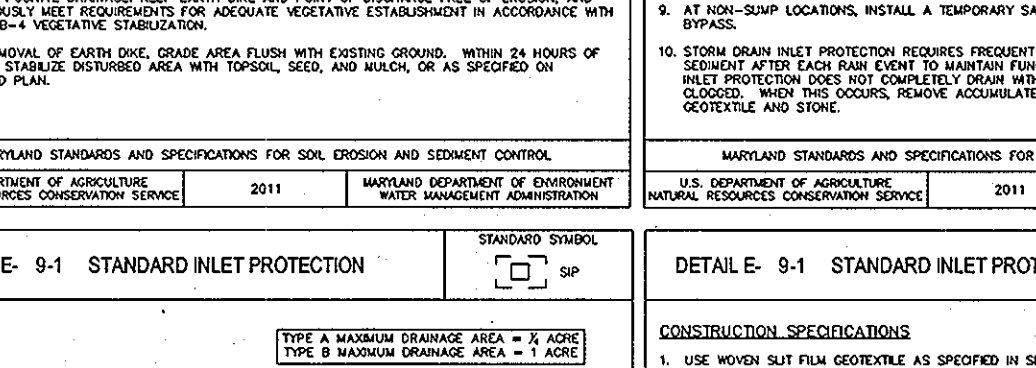 USLY MEET REQUIREMENTS FOR ADEQUATE VEGETATIVE ESTABLISHMENT IN ACCORDANCE WITH
B-4 VEGETATIVE STABILIZATION.
MOVAL OF EARTH DIKE, GRADE AREA FLUSH WITH EXISTING GROUND. WITHIN 24 HOURS OF
STABILIZE DISTURBED AREA WITH TOPSOIL, SEED, AND MULCH, OR AS SPECIFIED ON
D PLAN.
RYLAND STANDARDS AND SPECIFICATIONS FOR SOIL EROSION AND SEDIMENT CONTROL
RTMENT OF AGRICULTURE
RCES CONSERVATION SERVICE
2011
MARYLAND DEPARTMENT OF ENVIRONMENT
WATER MANAGEMENT ADMINISTRATION
9. AT NON-SUMP LOCATIONS, INSTALL A TEMPORARY SA
BYPASS.
10. STORM DRAIN INLET PROTECTION REQUIRES FREQUENT
SEDIMENT AFTER EACH RAIN EVENT TO MAINTAIN FUN
INLET PROTECTION DOES NOT COMPLETELY DRAIN WITH
CLOGGED. WHEN THIS OCCURS, REMOVE ACCUMULATE
GEOTEXTILE AND STONE.
MARYLAND STANDARDS AND SPECIFICATIONS FOR
U.S. DEPARTMENT OF AGRICULTURE
NATURAL RESOURCES CONSERVATION SERVICE
2011
E- 9-1 STANDARD INLET PROTECTION
STANDARD SYMBOL
SIP
TYPE A MAXIMUM DRAINAGE AREA = ¼ ACRE
TYPE B MAXIMUM DRAINAGE AREA = 1 ACRE
DETAIL E- 9-1 STANDARD INLET PROT
CONSTRUCTION SPECIFICATIONS
1. USE WOVEN SLIT FILM GEOTEXTILE AS SPECIFIED IN S